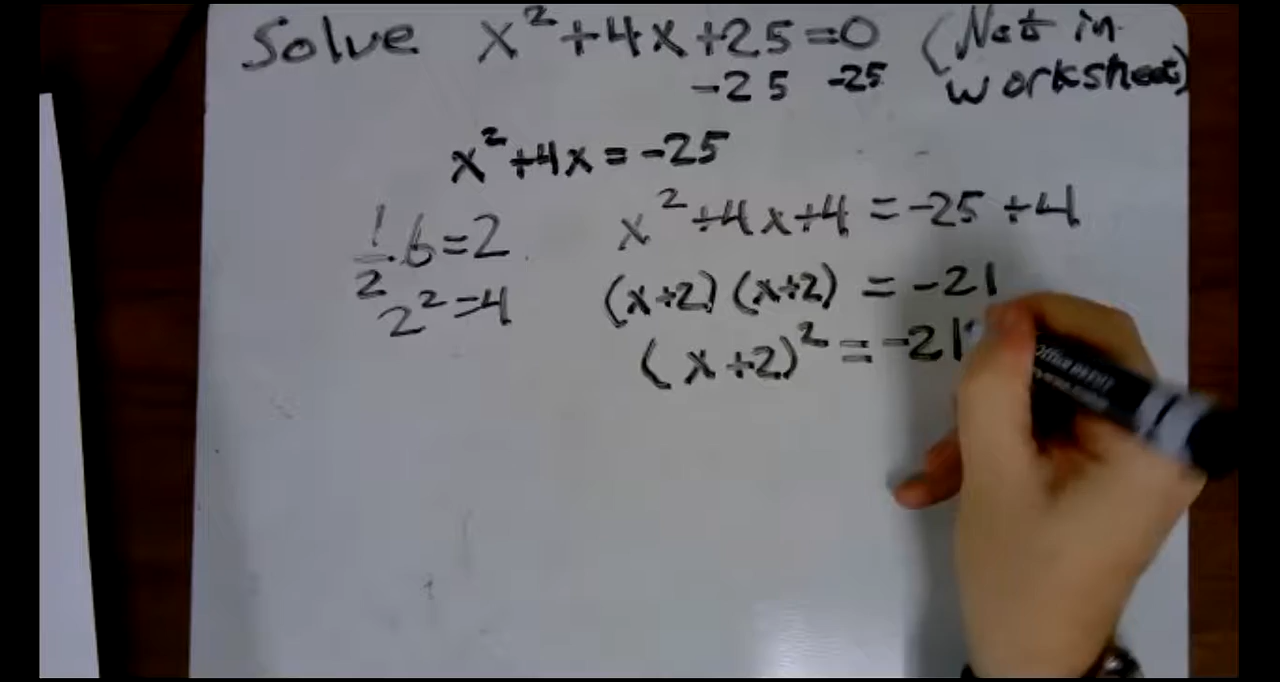 Solve x²+4x+25=0 (Not in
-25 -25 worksheet)
x²+4x=-25
x²+4x+4=-25+4
1/2·6=2
(x+2)(x+2)=-21
2²=4
(x+2)²=-21